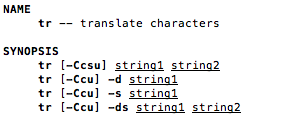 NAME
tr -- translate characters
SYNOPSIS
tr [-Ccsu] string1 string2
tr [-Ccu] -d string1
tr [-Ccu] -s string1
tr [-Ccu] -ds string1 string2